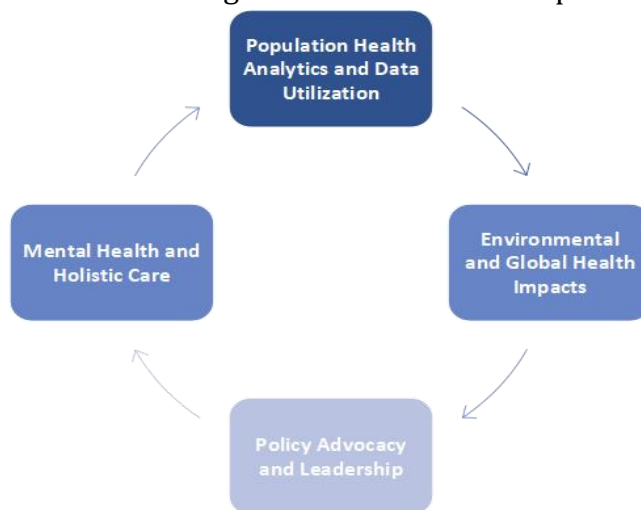 Population Health
Analytics and Data
Utilization
Environmental
and Global Health
Impacts
Policy Advocacy
and Leadership
Mental Health and
Holistic Care